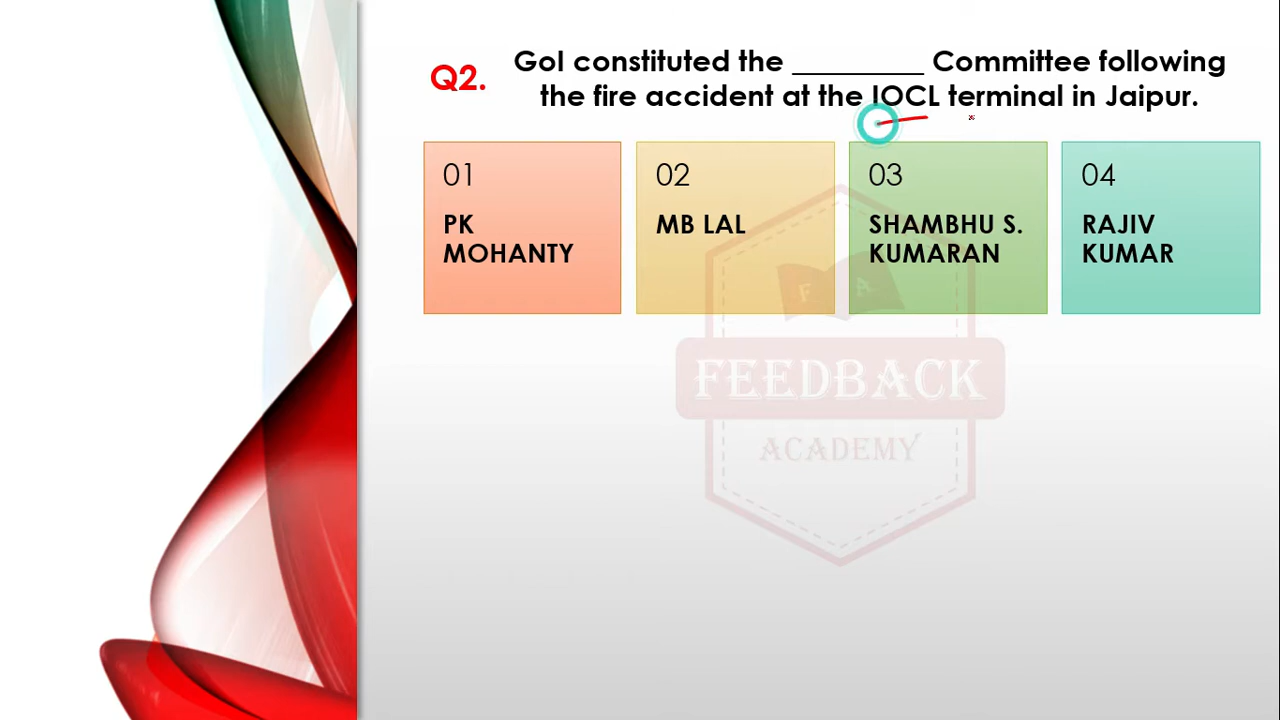 Q2.
GoI constituted the _________ Committee following
the fire accident at the IOCL terminal in Jaipur.
01
PK
MOHANTY
02
MB LAL
03
SHAMBHU S.
KUMARAN
04
RAJIV
KUMAR
F A
FEEDBACK
ACADEMY